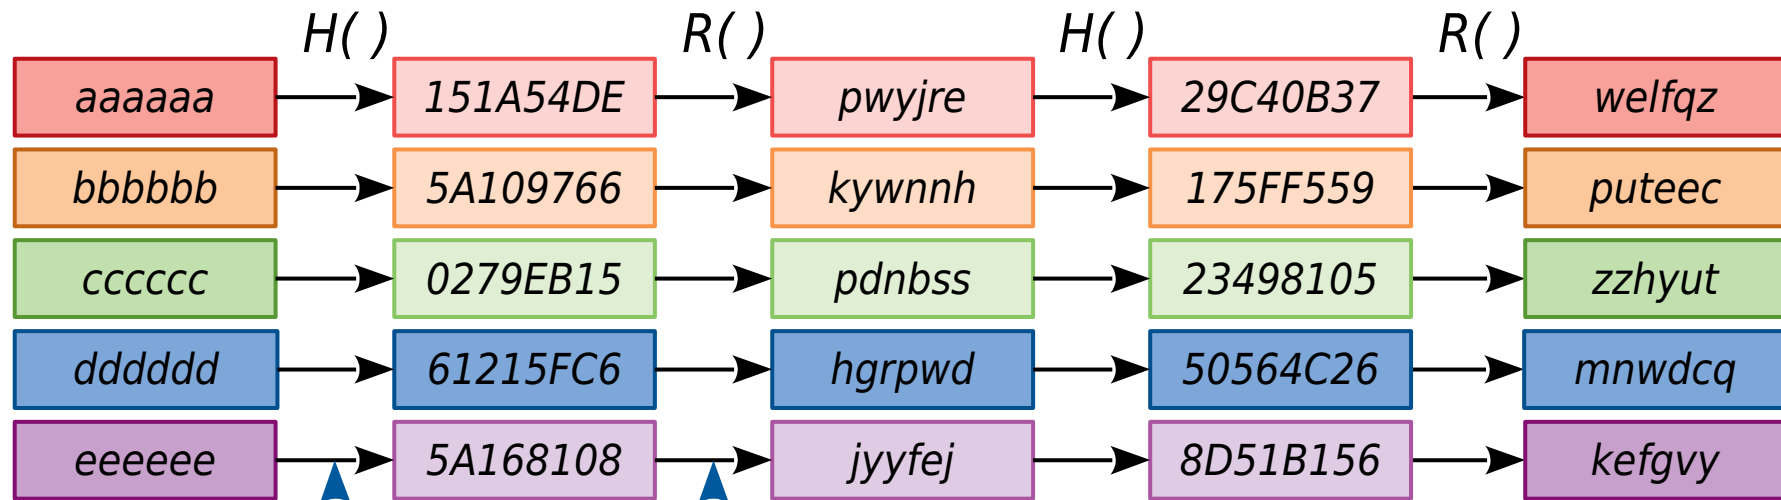 H( ) R( ) H( ) R( )
aaaaaa 151A54DE pwyjre 29C40B37 welfqz
bbbbbb 5A109766 kywnnh 175FF559 puteec
cccccc 0279EB15 pdnbss 23498105 zzhyut
dddddd 61215FC6 hgrpwd 50564C26 mnwdcq
eeeeee 5A168108 jyyfej 8D51B156 kefgvy